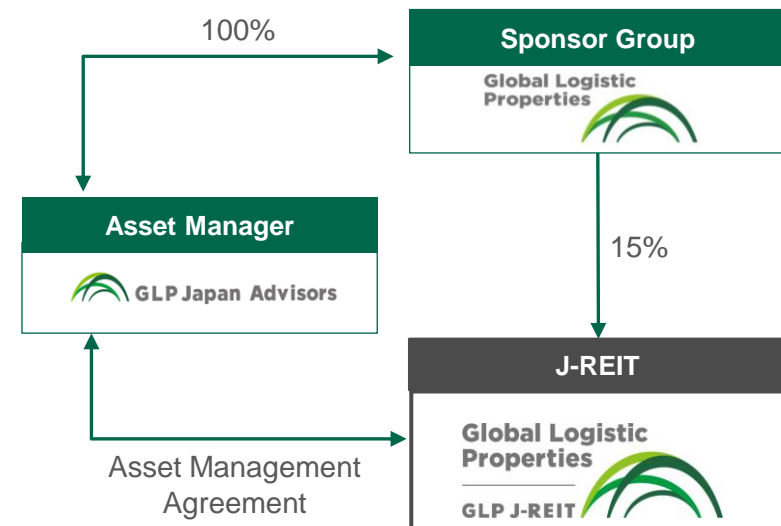 100%
Sponsor Group
Global Logistic
Properties
Asset Manager
GLP Japan Advisors
15%
J-REIT
Global Logistic
Properties
GLP J-REIT
Asset Management
Agreement